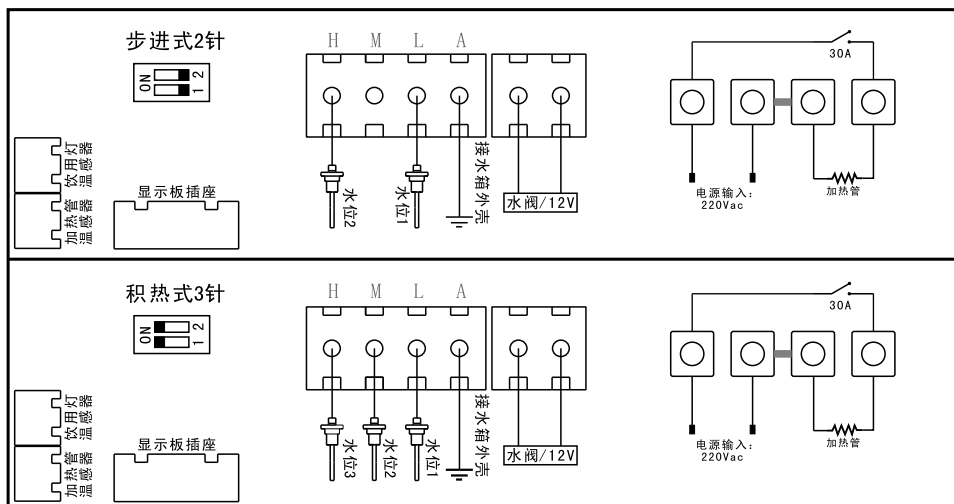 步进式2针
ON
1 2
H M L A
30A
饮用灯
温感器
加热管
温感器
显示板插座
水位2
水位1
接水箱外壳
水阀/12V
电源输入:
220Vac
加热管
积热式3针
ON
1 2
H M L A
30A
饮用灯
温感器
加热管
温感器
显示板插座
水位3
水位2
水位1
接水箱外壳
水阀/12V
电源输入:
220Vac
加热管